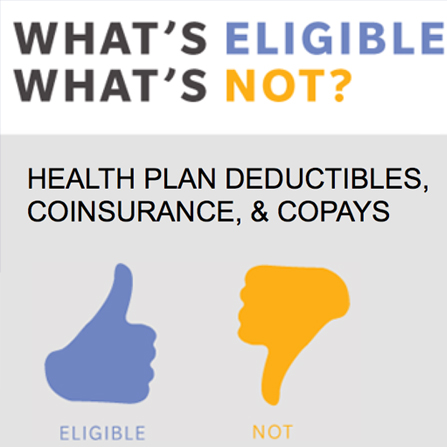 WHAT'S ELIGIBLE
WHAT'S NOT?
HEALTH PLAN DEDUCTIBLES,
COINSURANCE, & COPAYS
ELIGIBLE
NOT